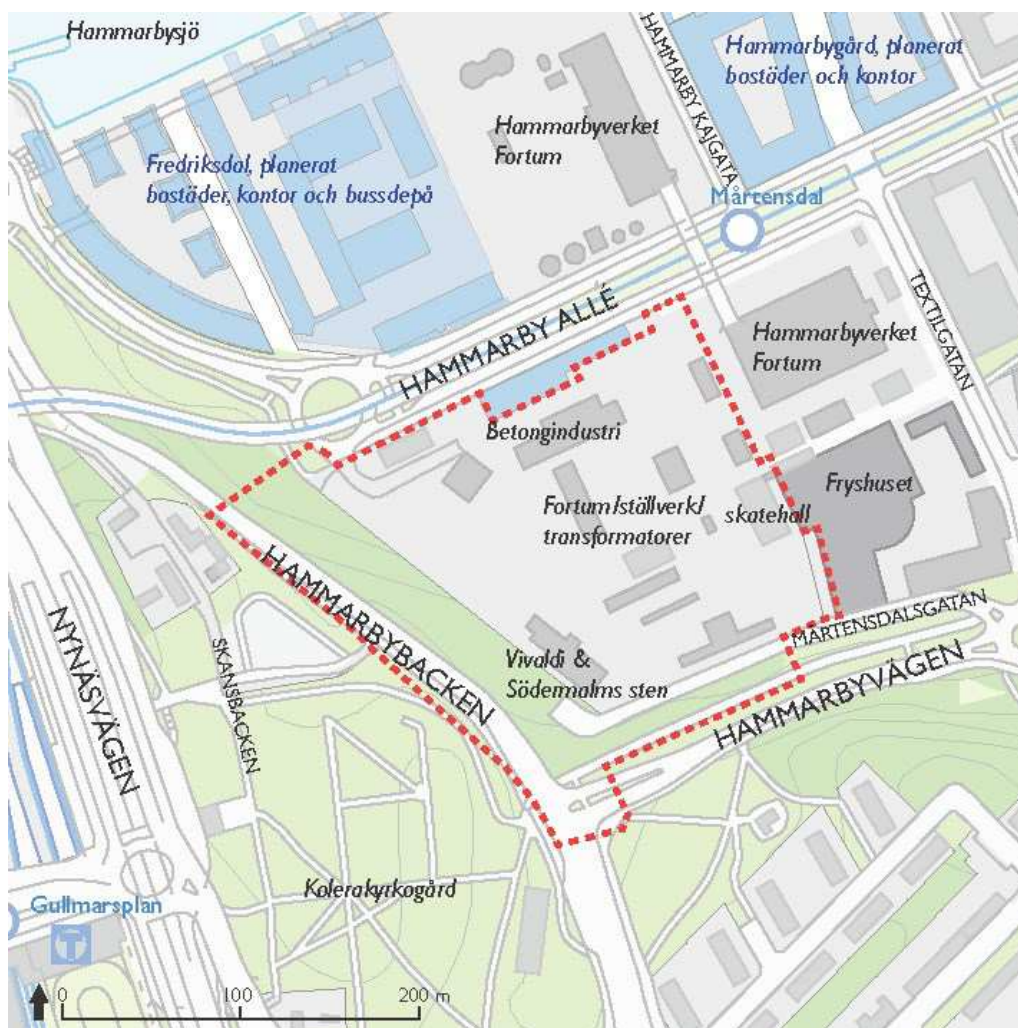 Hammarbysjö
Hammarbygård, planerat
bostäder och kontor
HAMMARBY KAJGATA
Hammarbyverket
Fortum
Fredriksdal, planerat
bostäder, kontor och bussdepå
Mårtensdal
HAMMARBY ALLÉ
TEXTILGATAN
Hammarbyverket
Fortum
Betongindustri
Fryshuset
Fortum/ställverk/
transformatorer
skatehall
HAMMARBYBACKEN
MÅRTENSDALSGATAN
NYNÄSVÄGEN
SKANSBACKEN
Vivaldi &
Södermalms sten
HAMMARBYVÄGEN
Kolerakyrkogård
Gullmarsplan
T
0 100 200 m